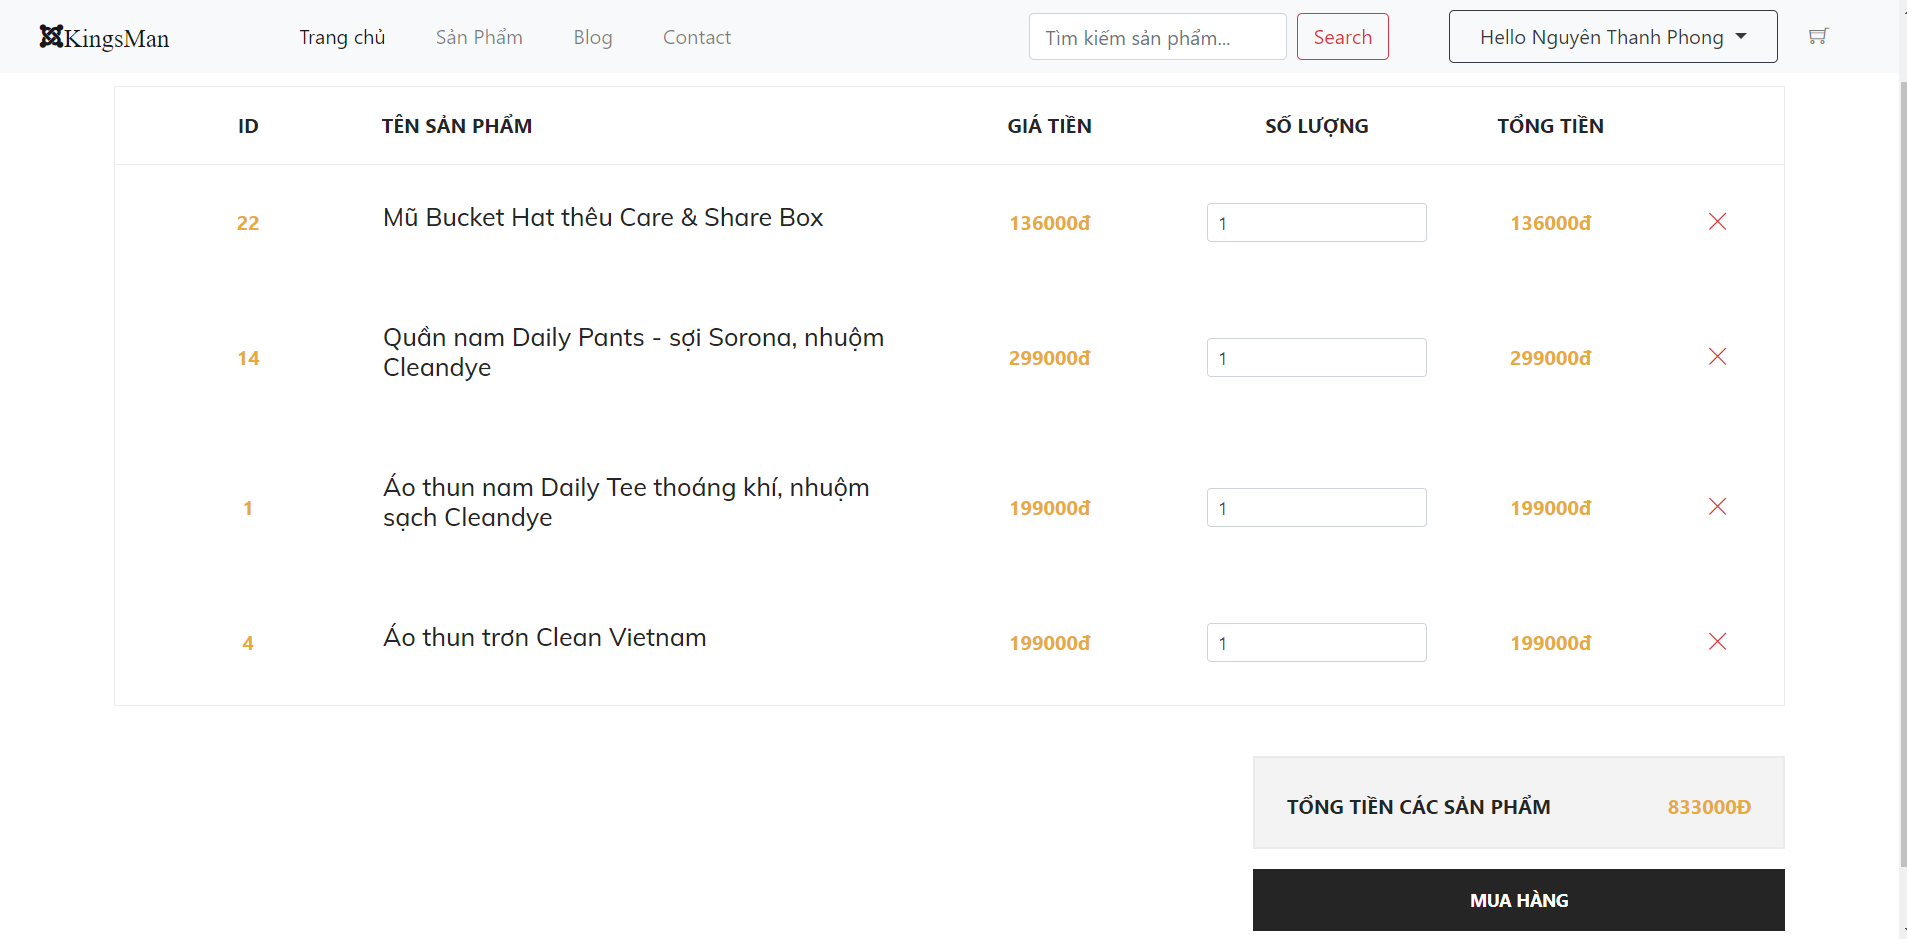 KingsMan
Trang chủ
Sản Phẩm
Blog
Contact
Tìm kiếm sản phẩm...
Search
Hello Nguyên Thanh Phong
ID TÊN SẢN PHẨM GIÁ TIỀN SỐ LƯỢNG TỔNG TIỀN
22 Mũ Bucket Hat thêu Care & Share Box 136000đ 1 136000đ
14 Quần nam Daily Pants - sợi Sorona, nhuộm
Cleandye 299000đ 1 299000đ
1 Áo thun nam Daily Tee thoáng khí, nhuộm
sạch Cleandye 199000đ 1 199000đ
4 Áo thun trơn Clean Vietnam 199000đ 1 199000đ
TỔNG TIỀN CÁC SẢN PHẨM 833000Đ
MUA HÀNG